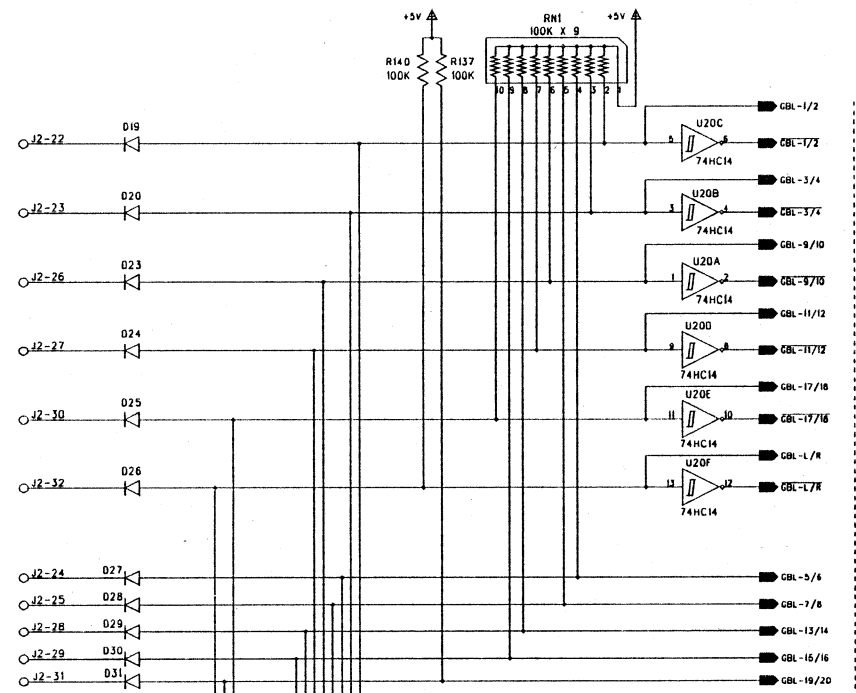 +5V
RN1
+5V
100K X 9
R140
100K
R137
100K
10 9 8 7 6 5 4 3 2 1
GBL-1/2
J2-22
D19
5
U20C
6
74HC14
GBL-1/2
GBL-3/4
J2-23
D20
3
U20B
4
74HC14
GBL-3/4
GBL-9/10
J2-26
D23
1
U20A
2
74HC14
GBL-9/10
GBL-11/12
J2-27
D24
9
U20D
8
74HC14
GBL-11/12
GBL-17/18
J2-30
D25
11
U20E
10
74HC14
GBL-17/18
GBL-L/R
J2-32
D26
13
U20F
12
74HC14
GBL-L/R
J2-24
D27
GBL-5/6
J2-25
D28
GBL-7/8
J2-28
D29
GBL-13/14
J2-29
D30
GBL-15/16
J2-31
D31
GBL-19/20